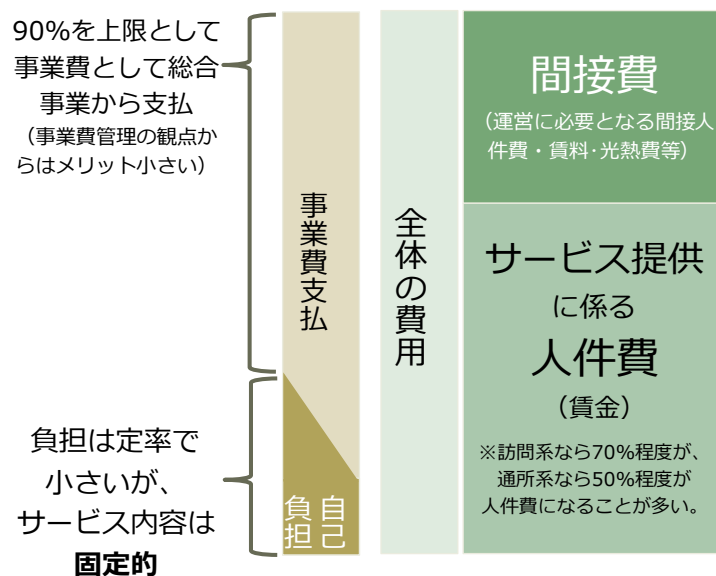 90%を上限として
事業費として総合
事業から支払
（事業費管理の観点か
らはメリット小さい）
負担は定率で
小さいが、
サービス内容は
固定的
事業費支払
自己
負担
全体の費用
間接費
（運営に必要となる間接人
件費・賃料・光熱費等）
サービス提供
に係る
人件費
（賃金）
※訪問系なら70%程度が、
通所系なら50%程度が
人件費になることが多い。